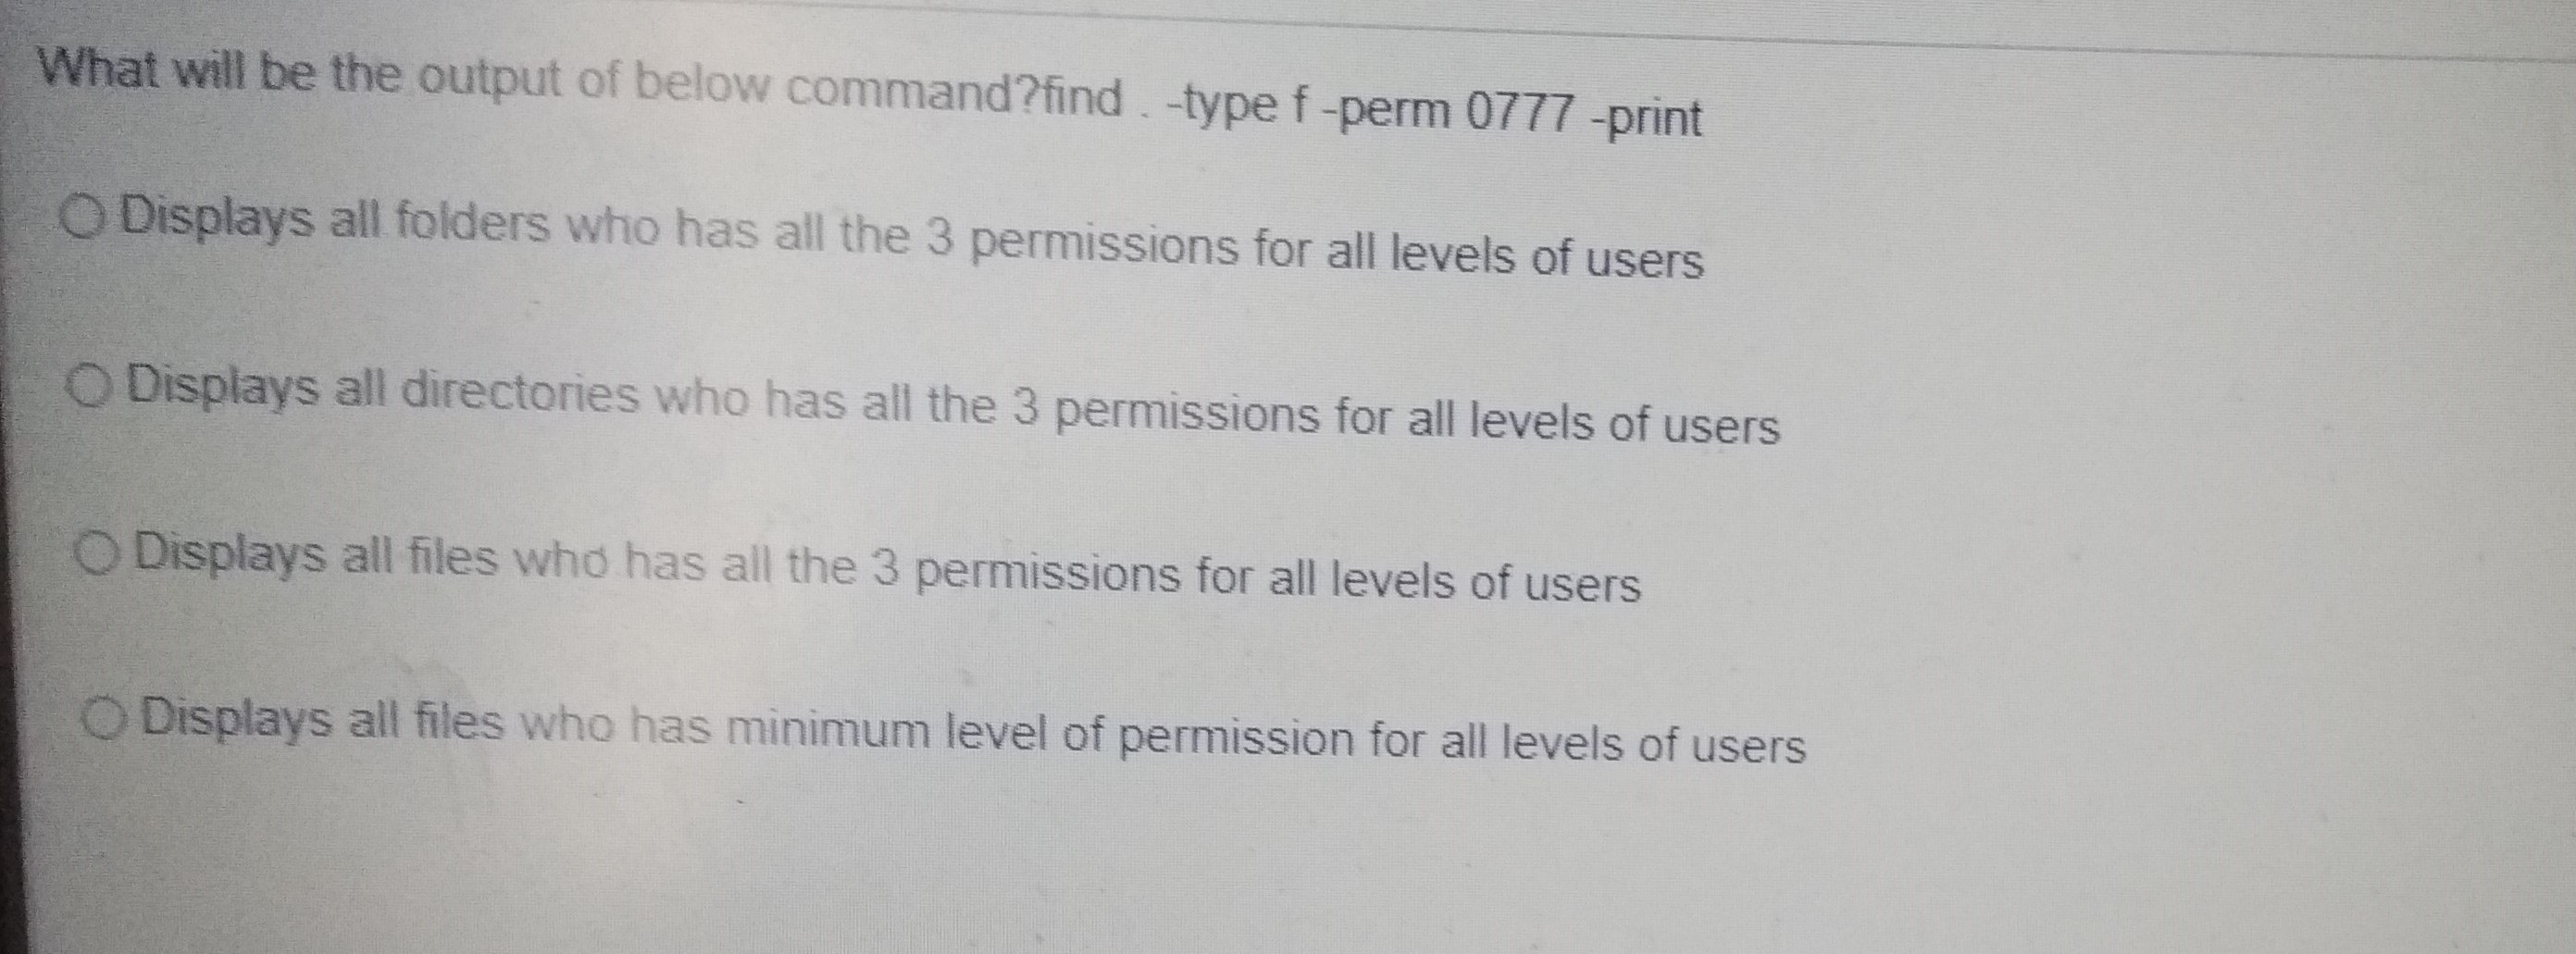 What will be the output of below command?find . -type f -perm 0777 -print
Displays all folders who has all the 3 permissions for all levels of users
Displays all directories who has all the 3 permissions for all levels of users
Displays all files who has all the 3 permissions for all levels of users
Displays all files who has minimum level of permission for all levels of users